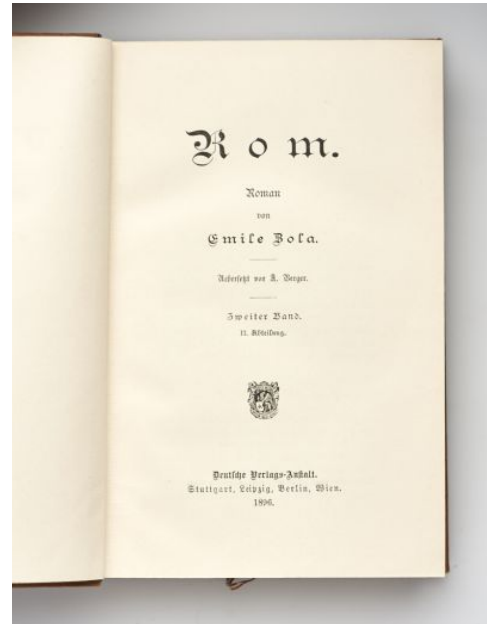 Rom.
Roman
von
Emile Zola.
Uebersetzt von A. Berger.
Zweiter Band.
II. Abteilung.
Deutsche Verlags-Anstalt.
Stuttgart, Leipzig, Berlin, Wien.
1896.